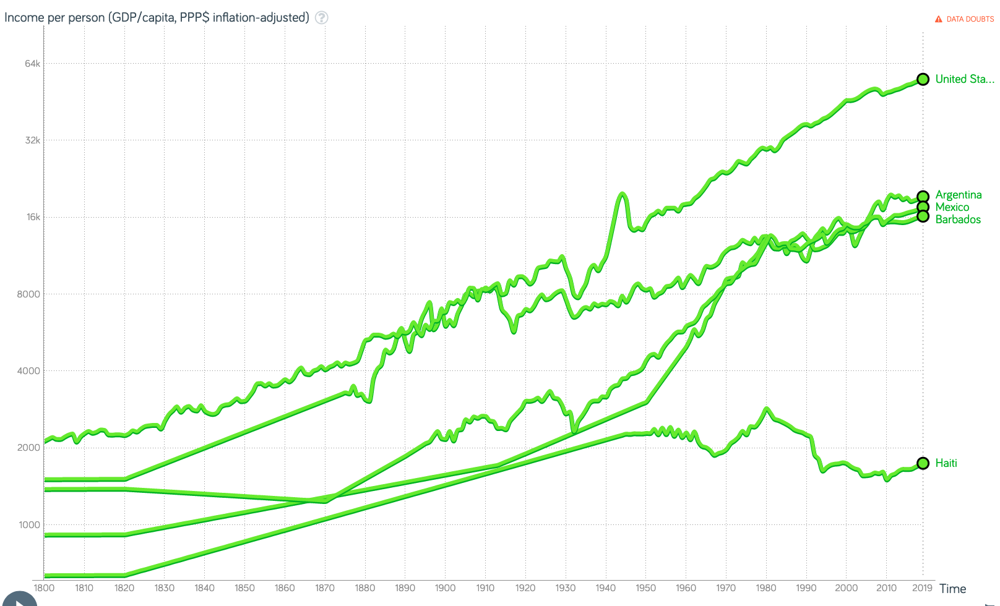 Income per person (GDP/capita, PPP$ inflation-adjusted) ?
DATA DOUBTS
64k
United Sta...
32k
Argentina
Mexico
16k
Barbados
8000
4000
2000
Haiti
1000
1800 1810 1820 1830 1840 1850 1860 1870 1880 1890 1900 1910 1920 1930 1940 1950 1960 1970 1980 1990 2000 2010 2019 Time